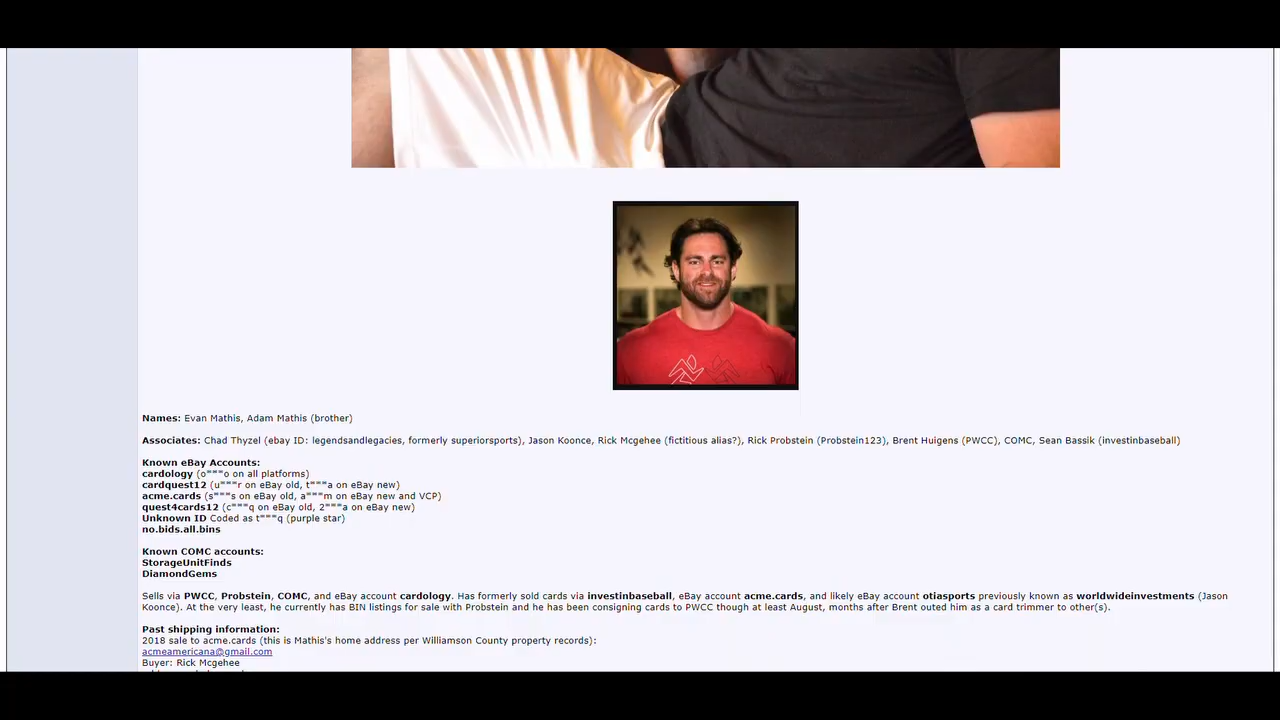 Names: Evan Mathis, Adam Mathis (brother)
Associates: Chad Thyzel (ebay ID: legendsandlegacies, formerly superiorsports), Jason Koonce, Rick Mcgehee (fictitious alias?), Rick Probstein (Probstein123), Brent Huigens (PWCC), COMC, Sean Bassik (investinbaseball)
Known eBay Accounts:
cardology (o***o on all platforms)
cardquest12 (u***r on eBay old, t***a on eBay new)
acme.cards (s***s on eBay old, a***m on eBay new and VCP)
quest4cards12 (c***q on eBay old, 2***a on eBay new)
Unknown ID Coded as t***q (purple star)
no.bids.all.bins
Known COMC accounts:
StorageUnitFinds
DiamondGems
Sells via PWCC, Probstein, COMC, and eBay account cardology. Has formerly sold cards via investinbaseball, eBay account acme.cards, and likely eBay account otiasports previously known as worldwideinvestments (Jason
Koonce). At the very least, he currently has BIN listings for sale with Probstein and he has been consigning cards to PWCC though at least August, months after Brent outed him as a card trimmer to other(s).
Past shipping information:
2018 sale to acme.cards (this is Mathis's home address per Williamson County property records):
acmeamericana@gmail.com
Buyer: Rick Mcgehee